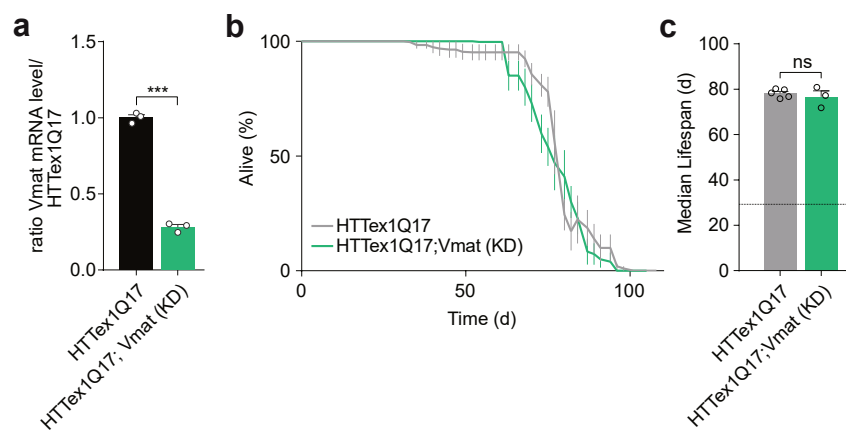 a
ratio Vmat mRNA level/
HTTex1Q17
1.5
1.0
0.5
0.0
***
HTTex1Q17
HTTex1Q17; Vmat (KD)
b
Alive (%)
100
50
0
HTTex1Q17
HTTex1Q17;Vmat (KD)
0
50
100
Time (d)
c
Median Lifespan (d)
100
80
60
40
20
0
ns
HTTex1Q17
HTTex1Q17;Vmat (KD)